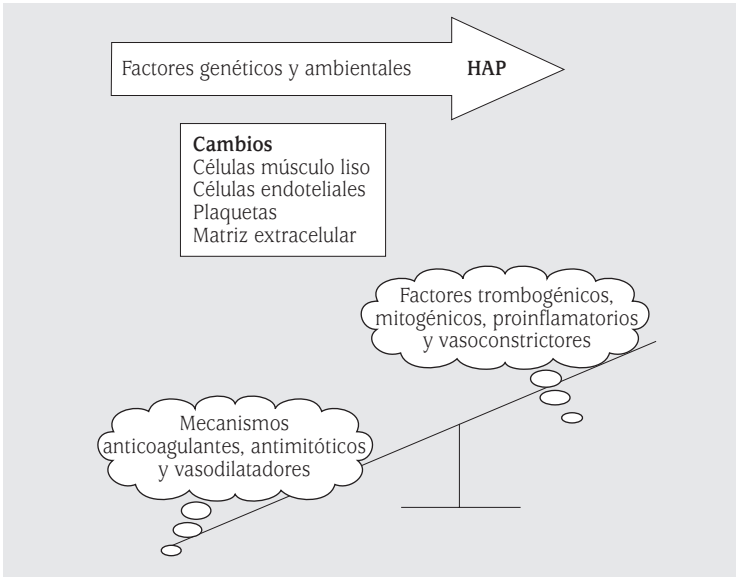 Factores genéticos y ambientales HAP
Cambios
Células músculo liso
Células endoteliales
Plaquetas
Matriz extracelular
Factores trombogénicos,
mitogénicos, proinflamatorios
y vasoconstrictores
Mecanismos
anticoagulantes, antimitóticos
y vasodilatadores